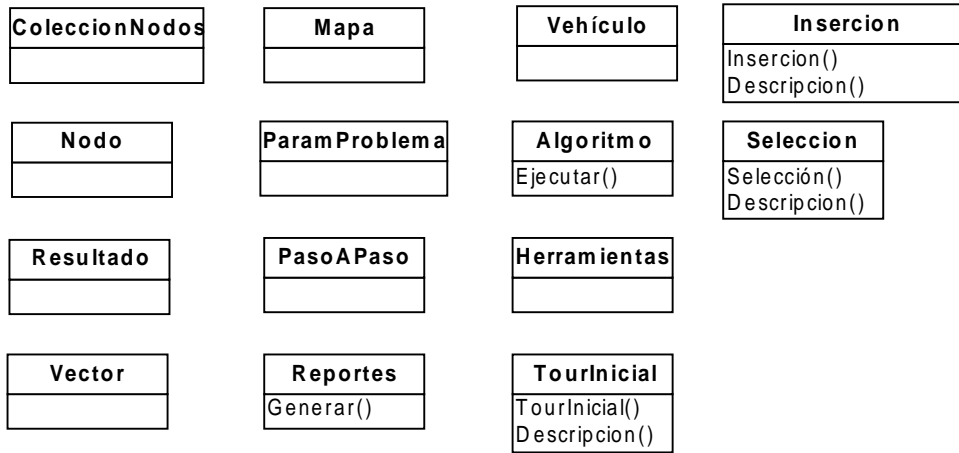 ColeccionNodos
Mapa
Vehículo
Insercion
Insercion()
Descripcion()
Nodo
ParamProblema
Algoritmo
Ejecutar()
Seleccion
Selección()
Descripcion()
Resultado
PasoAPaso
Herramientas
Vector
Reportes
Generar()
TourInicial
TourInicial()
Descripcion()